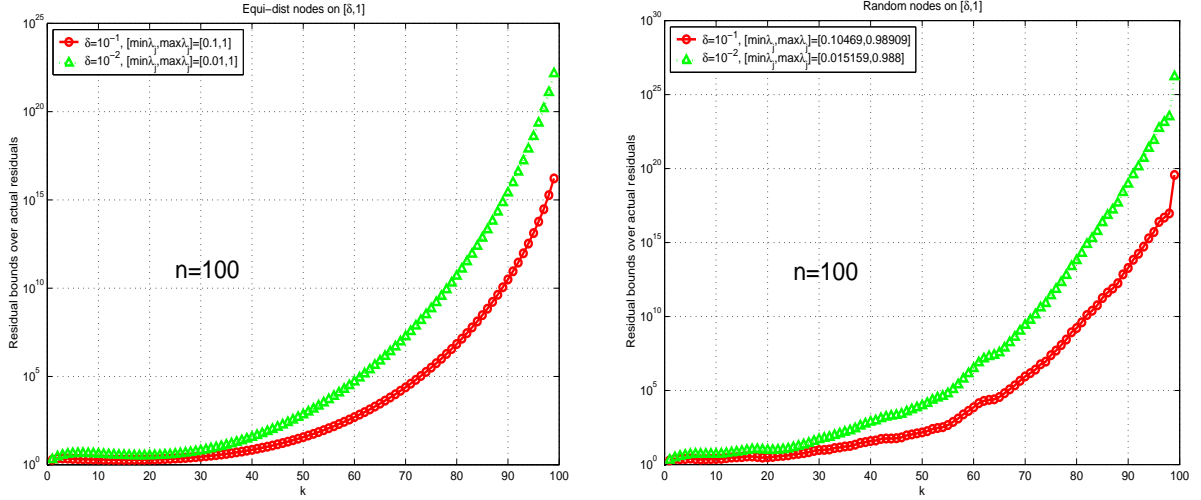 Equi-dist nodes on [δ,1]
10^25
10^20
10^15
10^10
10^5
10^0
Residual bounds over actual residuals
δ=10^−1, [minλ_j,maxλ_j]=[0.1,1]
δ=10^−2, [minλ_j,maxλ_j]=[0.01,1]
n=100
0 10 20 30 40 50 60 70 80 90 100
k
Random nodes on [δ,1]
10^30
10^25
10^20
10^15
10^10
10^5
10^0
Residual bounds over actual residuals
δ=10^−1, [minλ_j,maxλ_j]=[0.10469,0.98909]
δ=10^−2, [minλ_j,maxλ_j]=[0.015159,0.988]
n=100
0 10 20 30 40 50 60 70 80 90 100
k